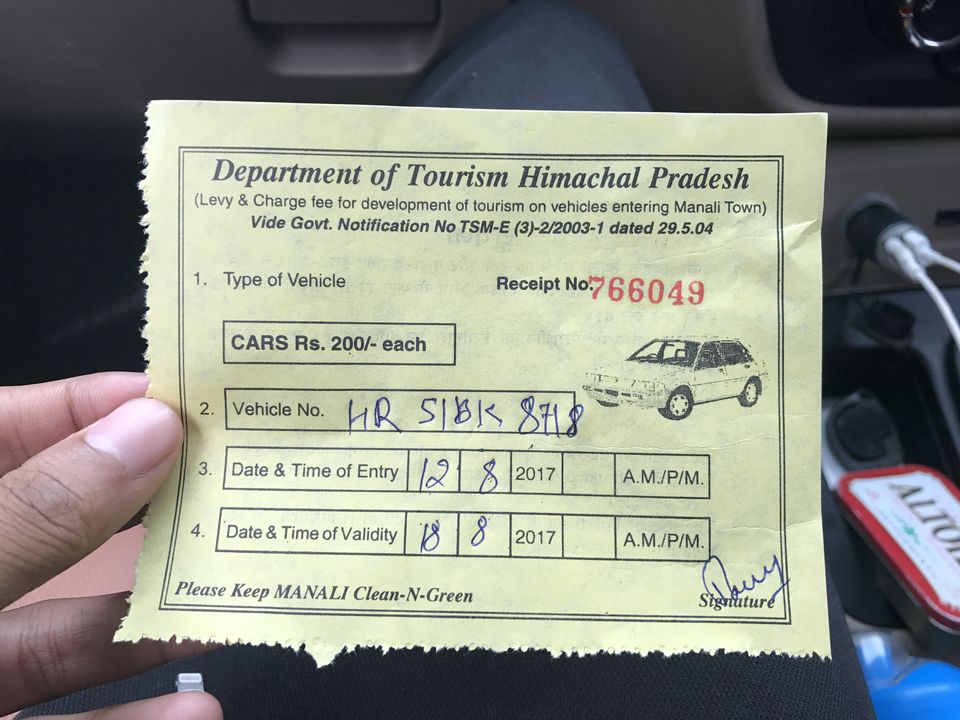 Department of Tourism Himachal Pradesh
(Levy & Charge fee for development of tourism on vehicles entering Manali Town)
Vide Govt. Notification No TSM-E (3)-2/2003-1 dated 29.5.04
1. Type of Vehicle Receipt No. 766049
CARS Rs. 200/- each
2. Vehicle No. HR 51BK 8718
3. Date & Time of Entry 12 8 2017 A.M./P.M.
4. Date & Time of Validity 18 8 2017 A.M./P.M.
Please Keep MANALI Clean-N-Green Signature
ALTO